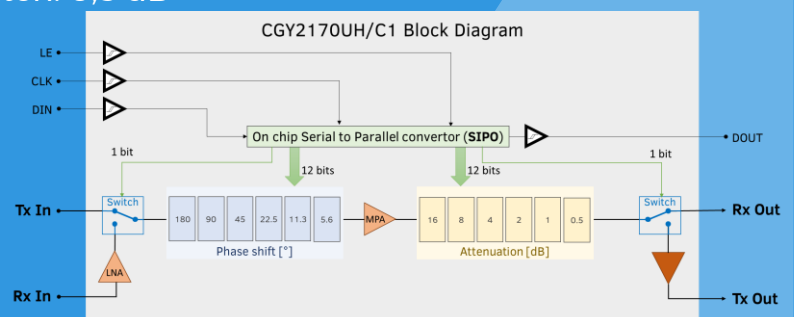 CGY2170UH/C1 Block Diagram
LE
CLK
DIN
On chip Serial to Parallel convertor (SIPO)
DOUT
1 bit
12 bits
12 bits
1 bit
Tx In
Switch
180 90 45 22.5 11.3 5.6
MPA
16 8 4 2 1 0.5
Switch
Rx Out
Phase shift [°]
Attenuation [dB]
LNA
Rx In
Tx Out